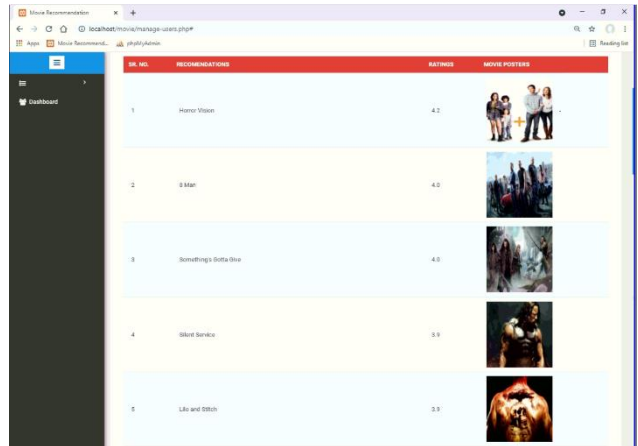 Movie Recommendation
localhost/movie/manage-users.php#
Apps Movie Recommend... phpMyAdmin Reading list
SR. NO. RECOMENDATIONS RATINGS MOVIE POSTERS
Dashboard
1 Horror Vision 4.2
2 8 Man 4.0
3 Something's Gotta Give 4.0
4 Silent Service 3.9
5 Lilo and Stitch 3.9